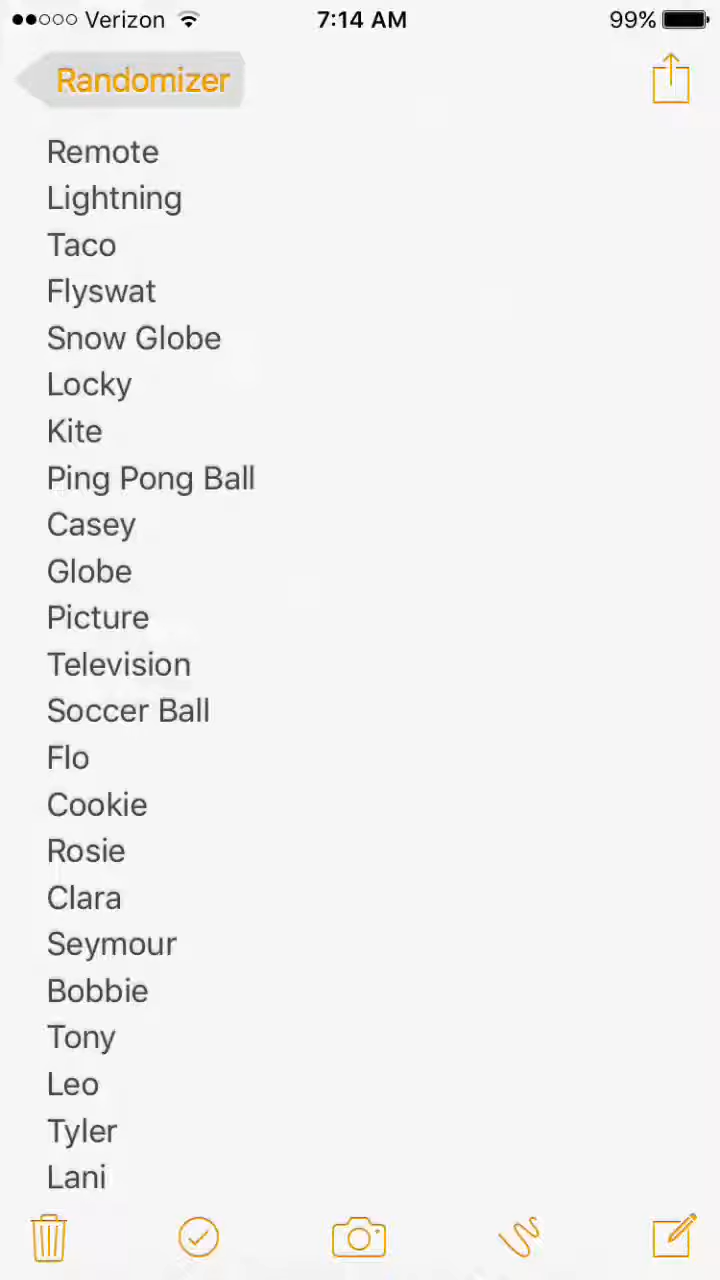 Verizon 7:14 AM 99%
Randomizer
Remote
Lightning
Taco
Flyswat
Snow Globe
Locky
Kite
Ping Pong Ball
Casey
Globe
Picture
Television
Soccer Ball
Flo
Cookie
Rosie
Clara
Seymour
Bobbie
Tony
Leo
Tyler
Lani